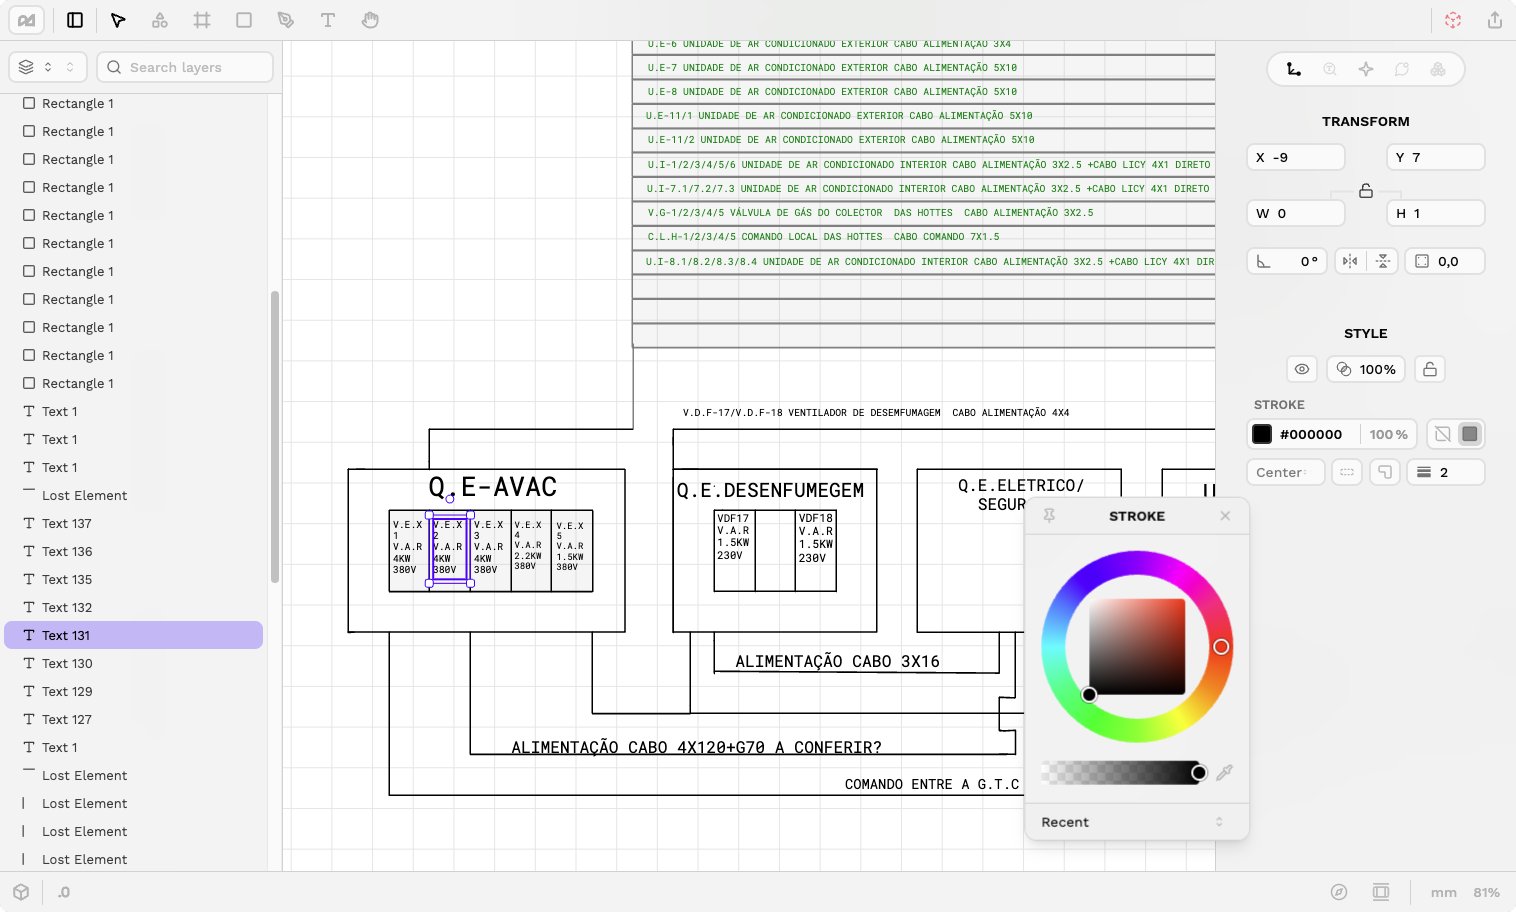 Search layers
Rectangle 1
Rectangle 1
Rectangle 1
Rectangle 1
Rectangle 1
Rectangle 1
Rectangle 1
Rectangle 1
Rectangle 1
Rectangle 1
Rectangle 1
Text 1
Text 1
Text 1
Lost Element
Text 137
Text 136
Text 135
Text 132
Text 131
Text 130
Text 129
Text 127
Text 1
Lost Element
Lost Element
Lost Element
Lost Element
.0
U.E-6 UNIDADE DE AR CONDICIONADO EXTERIOR CABO ALIMENTAÇÃO 3X4
U.E-7 UNIDADE DE AR CONDICIONADO EXTERIOR CABO ALIMENTAÇÃO 5X10
U.E-8 UNIDADE DE AR CONDICIONADO EXTERIOR CABO ALIMENTAÇÃO 5X10
U.E-11/1 UNIDADE DE AR CONDICIONADO EXTERIOR CABO ALIMENTAÇÃO 5X10
U.E-11/2 UNIDADE DE AR CONDICIONADO EXTERIOR CABO ALIMENTAÇÃO 5X10
U.I-1/2/3/4/5/6 UNIDADE DE AR CONDICIONADO INTERIOR CABO ALIMENTAÇÃO 3X2.5 +CABO LICY 4X1 DIRETO
U.I-7.1/7.2/7.3 UNIDADE DE AR CONDICIONADO INTERIOR CABO ALIMENTAÇÃO 3X2.5 +CABO LICY 4X1 DIRETO
V.G-1/2/3/4/5 VÁLVULA DE GÁS DO COLECTOR DAS HOTTES CABO ALIMENTAÇÃO 3X2.5
C.L.H-1/2/3/4/5 COMANDO LOCAL DAS HOTTES CABO COMANDO 7X1.5
U.I-8.1/8.2/8.3/8.4 UNIDADE DE AR CONDICIONADO INTERIOR CABO ALIMENTAÇÃO 3X2.5 +CABO LICY 4X1 DIR
V.D.F-17/V.D.F-18 VENTILADOR DE DESEMFUMAGEM CABO ALIMENTAÇÃO 4X4
Q.E-AVAC
V.E.X
1
V.A.R
4KW
380V
V.E.X
2
V.A.R
4KW
380V
V.E.X
3
V.A.R
4KW
380V
V.E.X
4
V.A.R
2.2KW
380V
V.E.X
5
V.A.R
1.5KW
380V
Q.E.DESENFUMEGEM
VDF17
V.A.R
1.5KW
230V
VDF18
V.A.R
1.5KW
230V
Q.E.ELETRICO/
SEGUR
ALIMENTAÇÃO CABO 3X16
ALIMENTAÇÃO CABO 4X120+G70 A CONFERIR?
COMANDO ENTRE A G.T.C
STROKE
Recent
TRANSFORM
X -9
Y 7
W 0
H 1
0°
0,0
STYLE
100%
STROKE
#000000
100%
Center
2
mm
81%